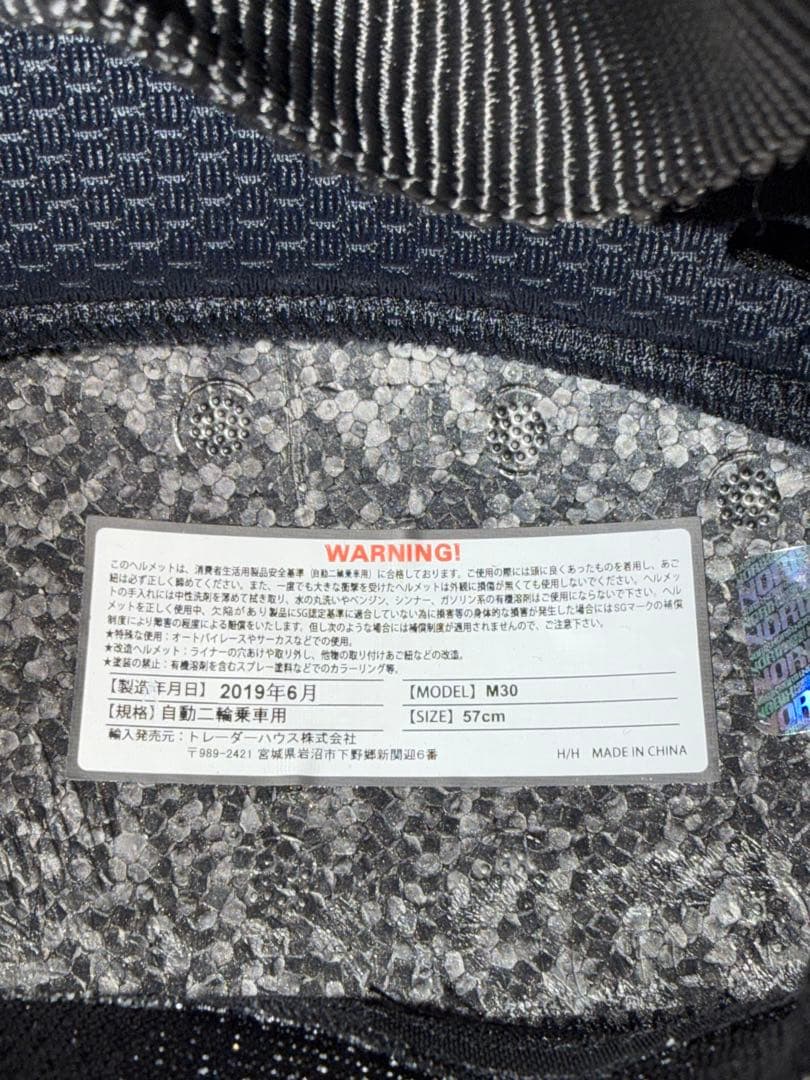 WARNING!
このヘルメットは、消費者生活用製品安全基準（自動二輪乗車用）に合格しております。ご使用の際には頭に良くあったものを着用し、あご
紐は必ず正しく締めてください。また、一度でも大きな衝撃を受けたヘルメットは外観に損傷が無くても使用しないでください。ヘルメッ
トの手入れには中性洗剤を薄めて拭き取り、水の丸洗いやベンジン、シンナー、ガソリン系の有機溶剤はご使用にならないで下さい。ヘル
メットを正しく使用中、欠陥があり製品にSG認定基準に適合していない為に損害等の身体的な損害が発生した場合にはSGマークの補償
制度により障害の程度による賠償をいたします。但し次のような場合には補償制度が適用されませんので、ご注意下さい。
★特殊な使用：オートバイレースやサーカスなどでの使用。
★改造ヘルメット：ライナーの穴あけや取り外し、他物の取り付けあご紐などの改造。
★塗装の禁止：有機溶剤を含むスプレー塗料などでのカラーリング等。
【製造年月日】 2019年6月 【MODEL】 M30
【規格】自動二輪乗車用 【SIZE】 57cm
輸入発売元：トレーダーハウス株式会社
〒989-2421 宮城県岩沼市下野郷新関迎6番 H/H MADE IN CHINA